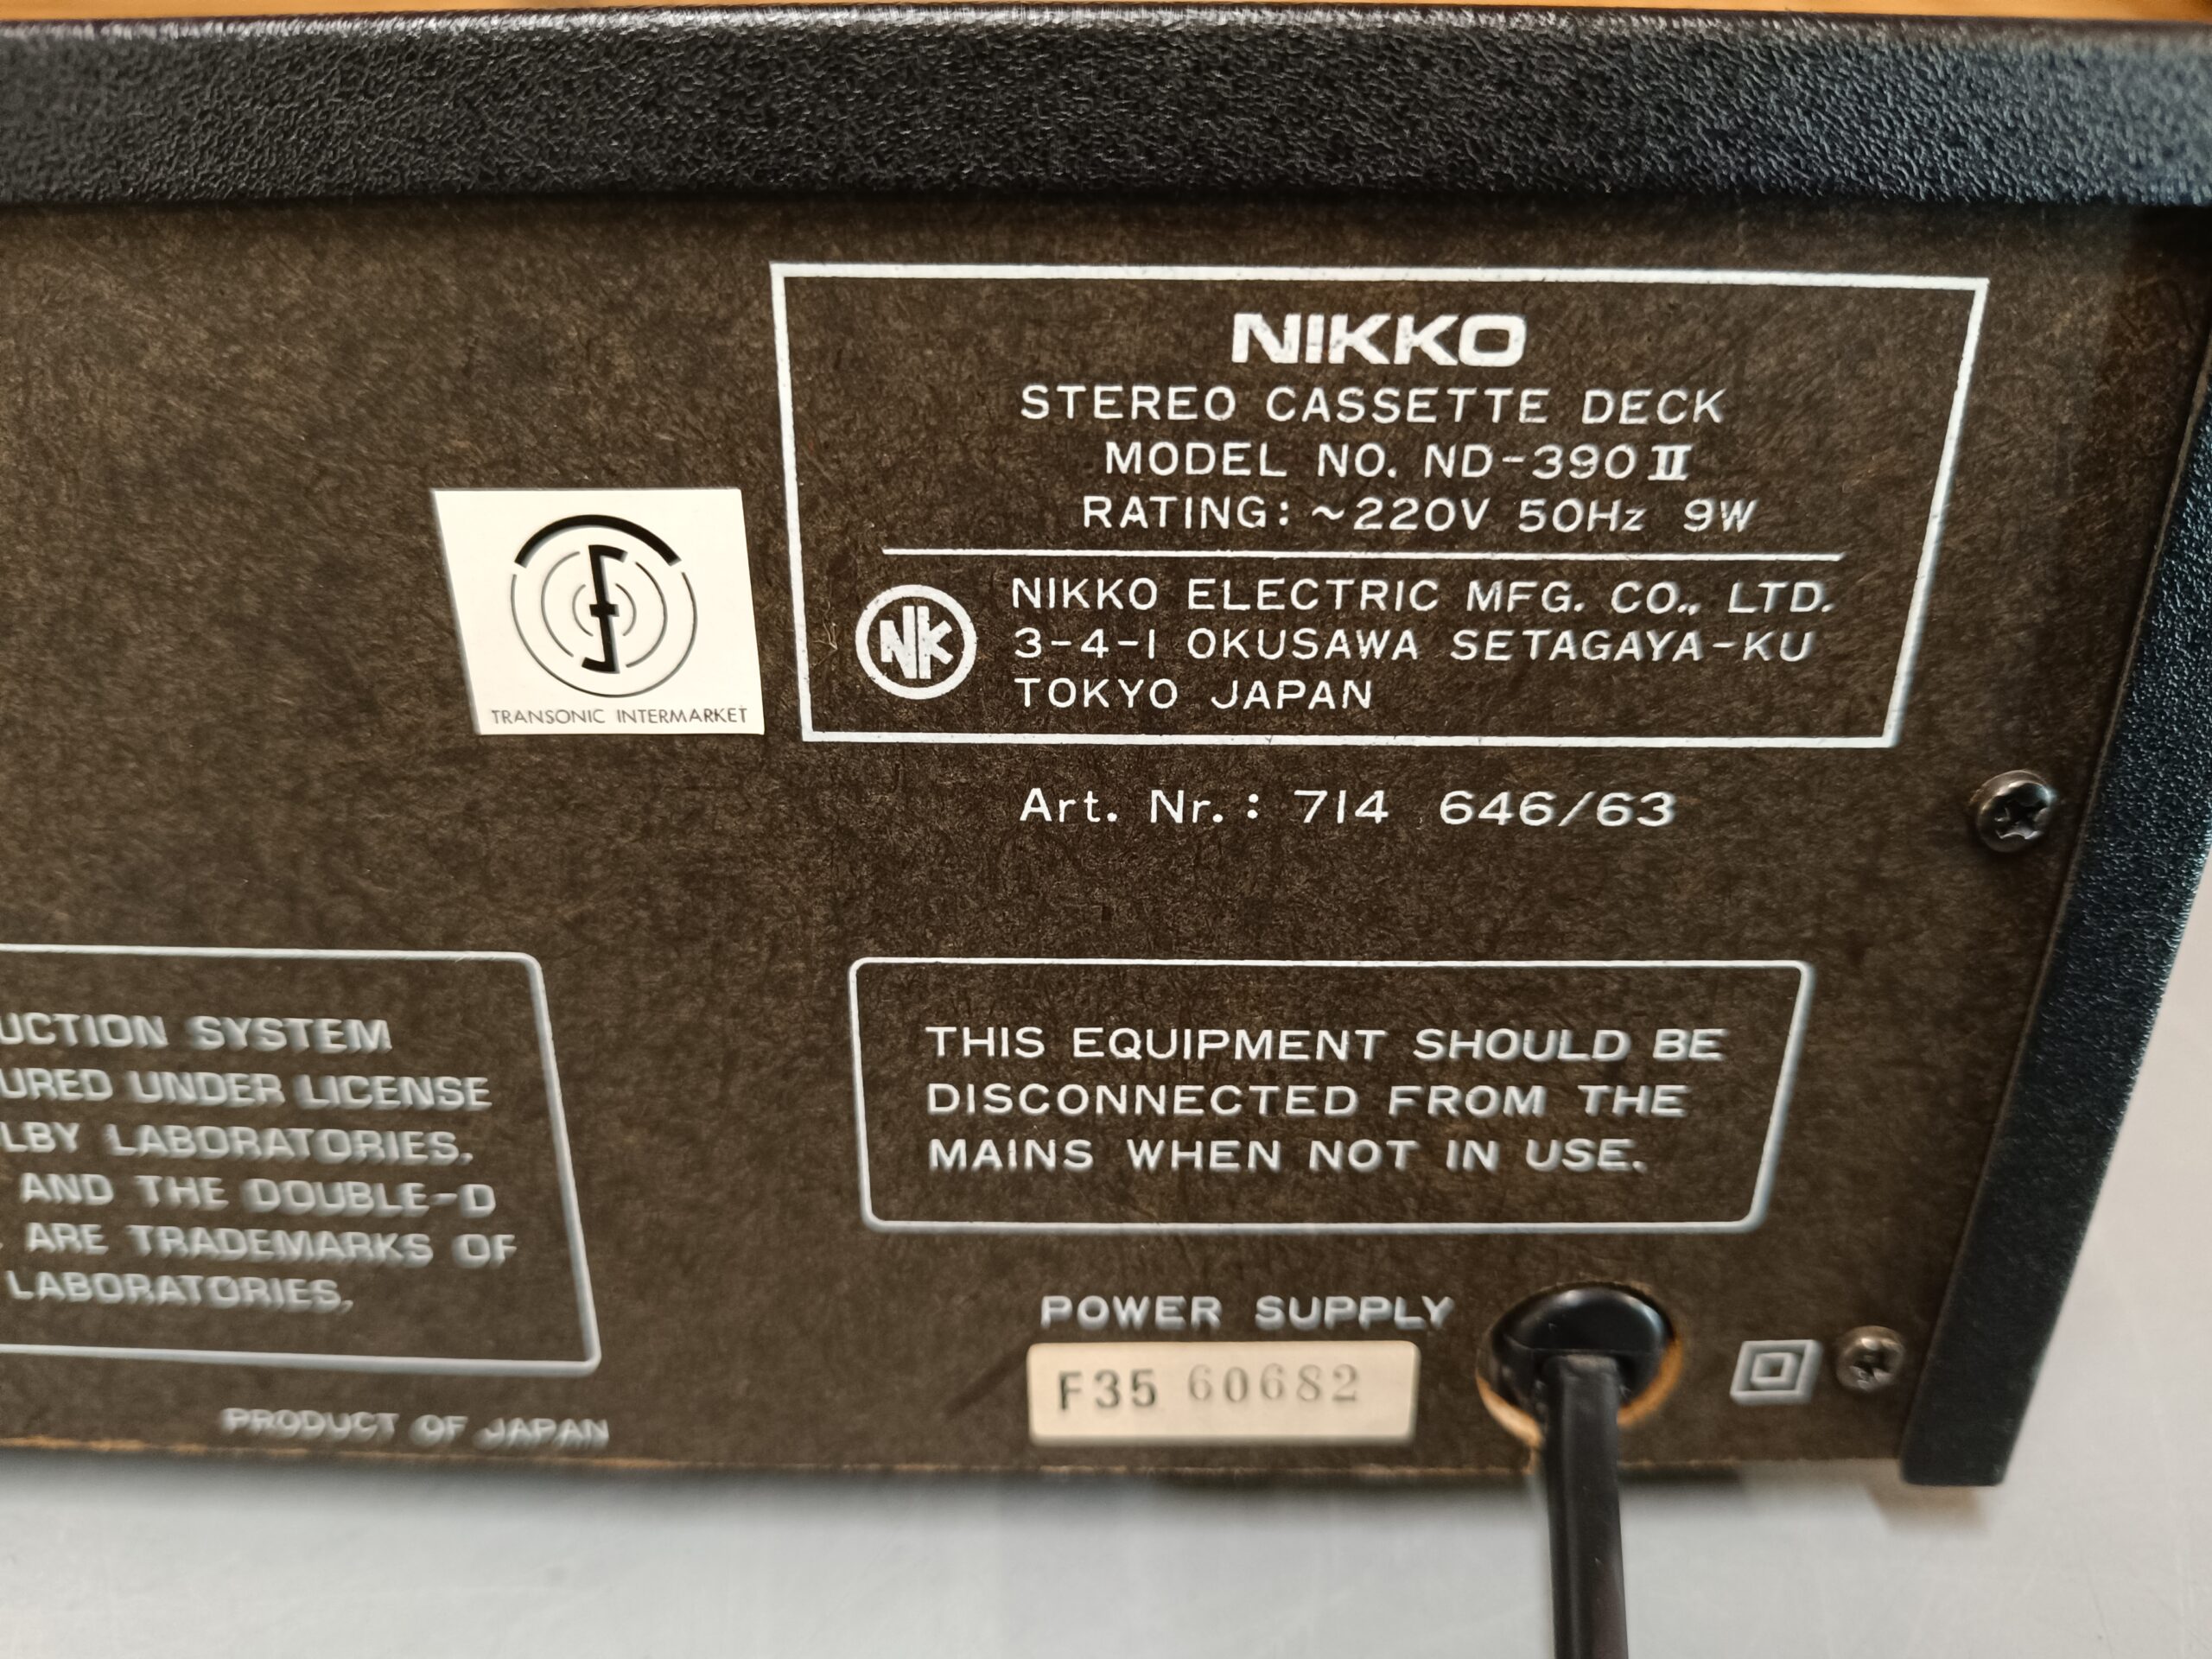 NIKKO
STEREO CASSETTE DECK
MODEL NO. ND-390 II
RATING: ~220V 50Hz 9W
NK
NIKKO ELECTRIC MFG. CO., LTD.
3-4-1 OKUSAWA SETAGAYA-KU
TOKYO JAPAN
TRANSONIC INTERMARKET
Art. Nr.: 714 646/63
UCTION SYSTEM
URED UNDER LICENSE
LBY LABORATORIES.
AND THE DOUBLE-D
ARE TRADEMARKS OF
LABORATORIES.
THIS EQUIPMENT SHOULD BE
DISCONNECTED FROM THE
MAINS WHEN NOT IN USE.
POWER SUPPLY
F35 60682
PRODUCT OF JAPAN